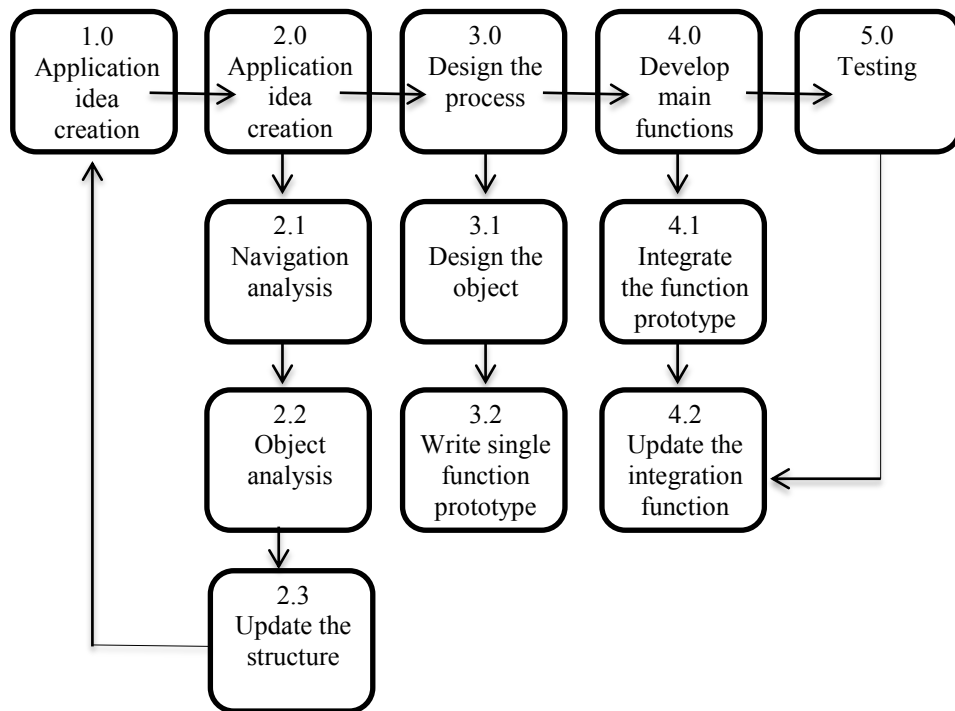 1.0
Application
idea
creation
2.0
Application
idea
creation
3.0
Design the
process
4.0
Develop
main
functions
5.0
Testing
2.1
Navigation
analysis
3.1
Design the
object
4.1
Integrate
the function
prototype
2.2
Object
analysis
3.2
Write single
function
prototype
4.2
Update the
integration
function
2.3
Update the
structure